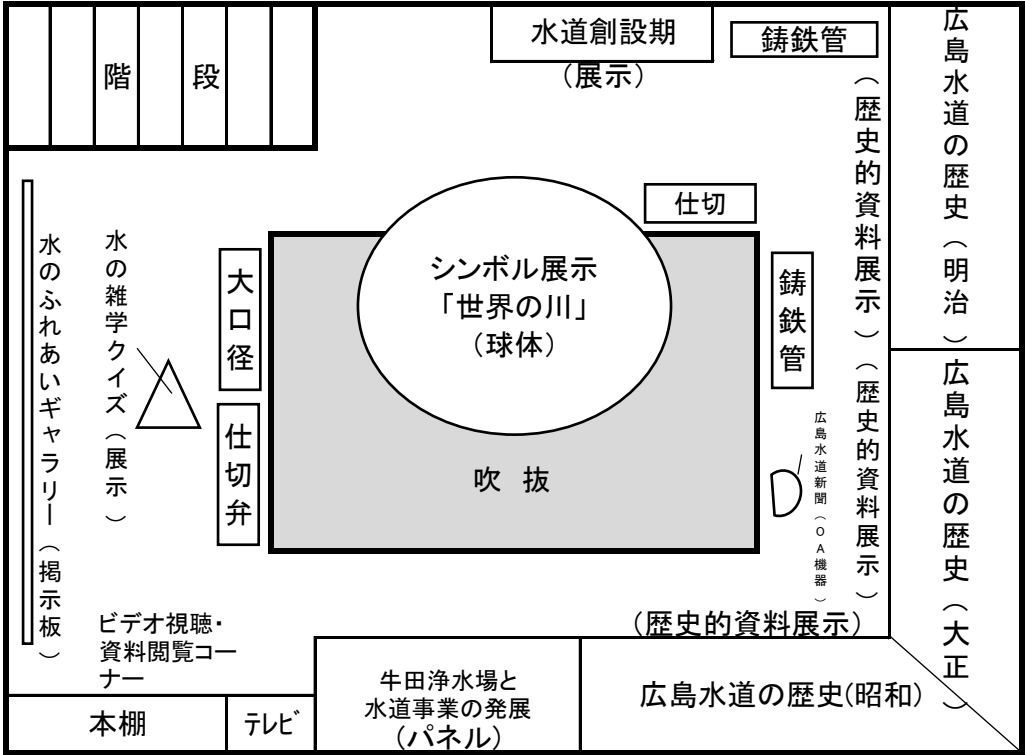 階段
水道創設期
(展示)
鋳鉄管
広島水道の歴史(明治)
(歴史的資料展示)
仕切
シンボル展示
「世界の川」
(球体)
鋳鉄管
大口径
仕切弁
水の雑学クイズ(展示)
水のふれあいギャラリー(掲示板)
吹抜
広島水道新聞(OA機器)
(歴史的資料展示)
広島水道の歴史(大正)
(歴史的資料展示)
ビデオ視聴・
資料閲覧コー
ナー
本棚
テレビ
牛田浄水場と
水道事業の発展
(パネル)
広島水道の歴史(昭和)